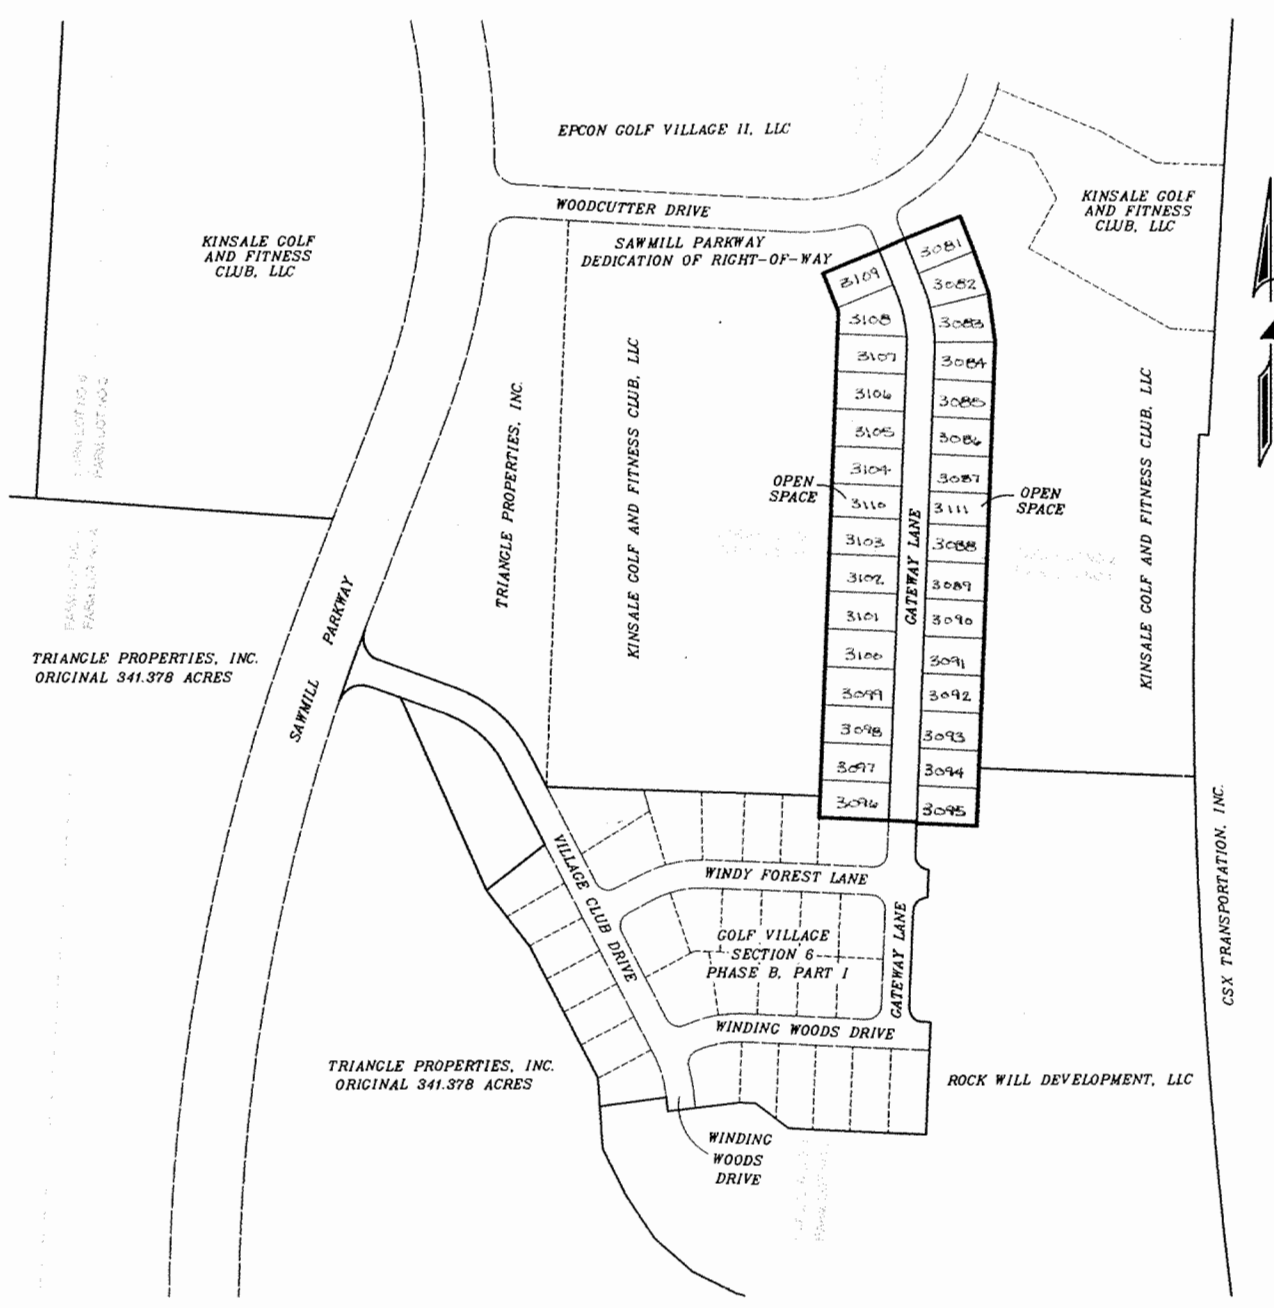 EPCON GOLF VILLAGE II, LLC
KINSALE GOLF
AND FITNESS
CLUB, LLC
WOODCUTTER DRIVE
KINSALE GOLF
AND FITNESS
CLUB, LLC
SAWMILL PARKWAY
DEDICATION OF RIGHT-OF-WAY
3109
3108
3107
3106
3105
3104
3110
3103
3102
3101
3100
3099
3098
3097
3096
3081
3082
3083
3084
3085
3086
3087
3111
3088
3089
3090
3091
3092
3093
3094
3095
OPEN
SPACE
OPEN
SPACE
GATEWAY LANE
TRIANGLE PROPERTIES, INC.
KINSALE GOLF AND FITNESS CLUB, LLC
KINSALE GOLF AND FITNESS CLUB, LLC
SAWMILL PARKWAY
TRIANGLE PROPERTIES, INC.
ORIGINAL 341.378 ACRES
VILLAGE CLUB DRIVE
WINDY FOREST LANE
GOLF VILLAGE
SECTION 6
PHASE B, PART 1
GATEWAY LANE
WINDING WOODS DRIVE
CSX TRANSPORTATION, INC.
TRIANGLE PROPERTIES, INC.
ORIGINAL 341.378 ACRES
ROCK WILL DEVELOPMENT, LLC
WINDING
WOODS
DRIVE